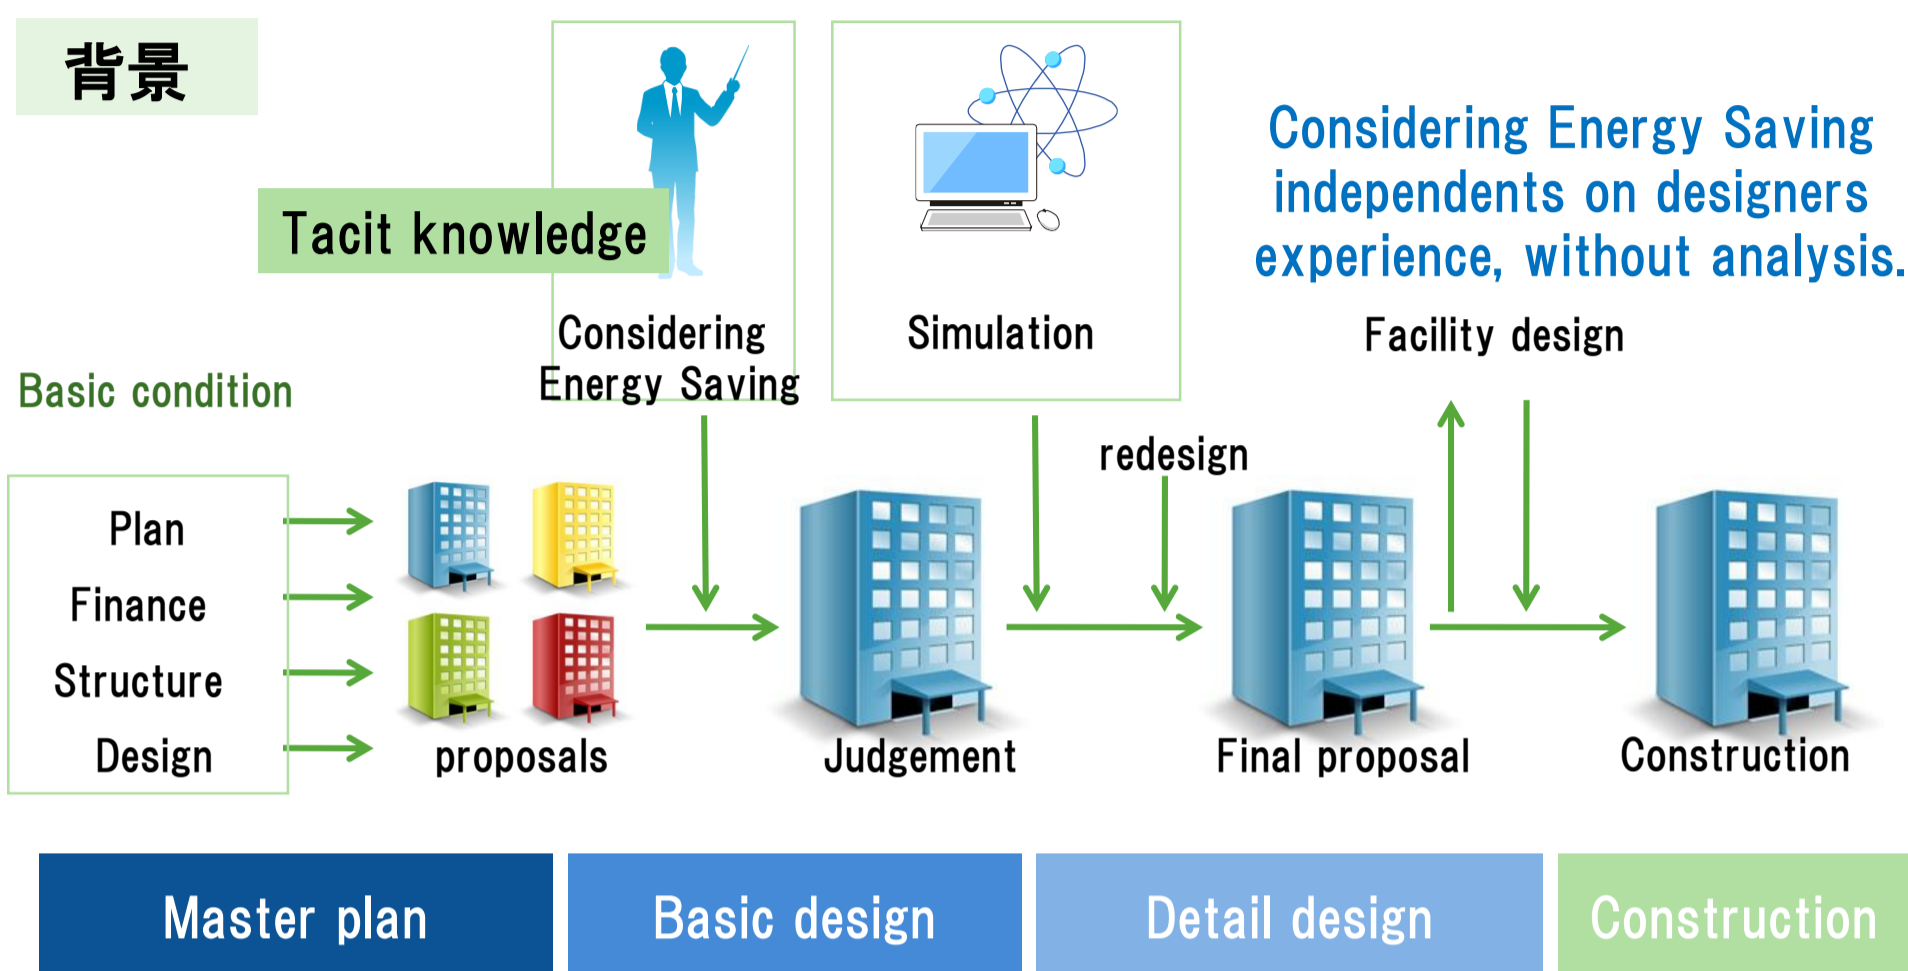 背景
Tacit knowledge
Considering
Energy Saving
Simulation
Considering Energy Saving
independents on designers
experience, without analysis.
Facility design
Basic condition
redesign
Plan
Finance
Structure
Design
proposals
Judgement
Final proposal
Construction
Master plan
Basic design
Detail design
Construction